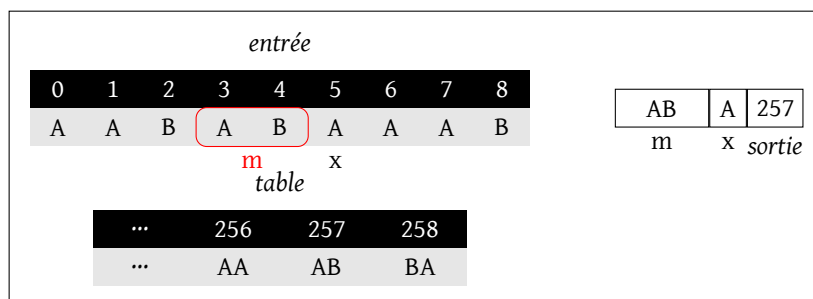 entrée
0 1 2 3 4 5 6 7 8
A A B A B A A A B
m x
table
... 256 257 258
... AA AB BA
AB A 257
m x sortie